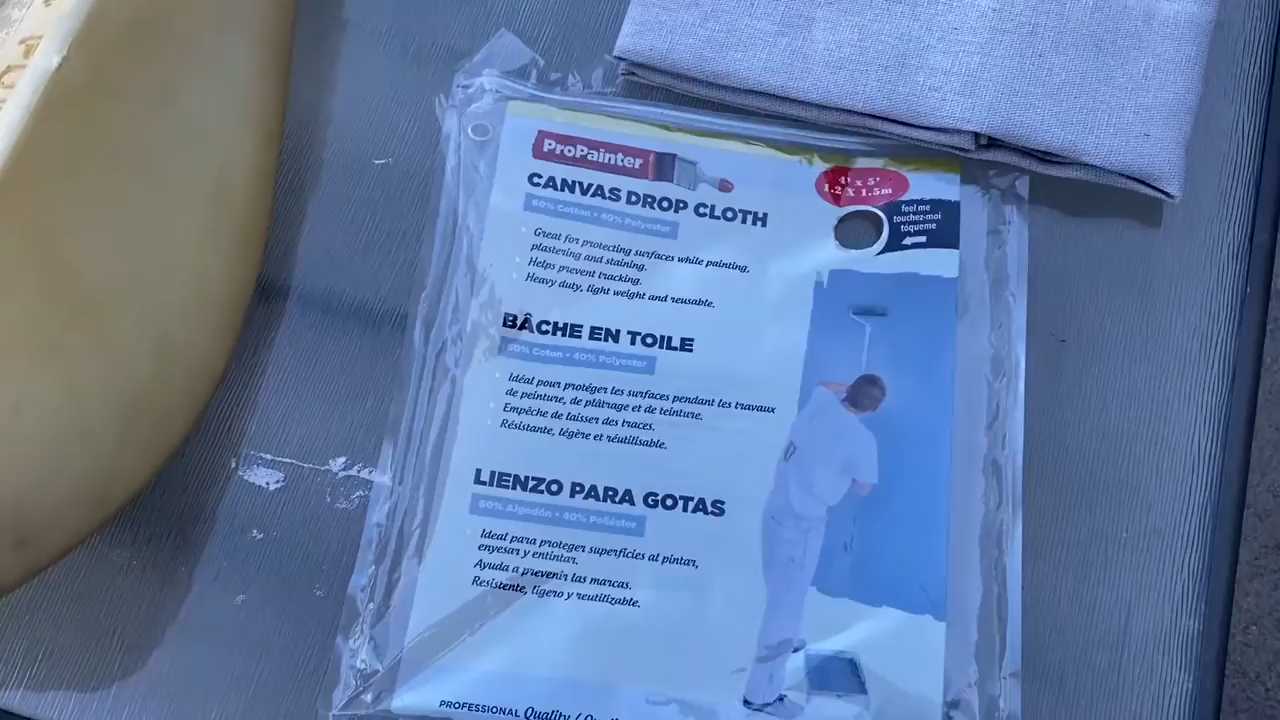 ProPainter
4' x 5'
1.2 X 1.5m
feel me
touchez-moi
tóqueme
CANVAS DROP CLOTH
60% Cotton • 40% Polyester
Great for protecting surfaces while painting,
plastering and staining.
Helps prevent tracking.
Heavy duty, light weight and reusable.
BÂCHE EN TOILE
60% Coton • 40% Polyester
Idéal pour protéger les surfaces pendant les travaux
de peinture, de plâtrage et de teinture.
Empêche de laisser des traces.
Résistante, légère et réutilisable.
LIENZO PARA GOTAS
60% Algodón • 40% Poliéster
Ideal para proteger superficies al pintar,
enyesar y entintar.
Ayuda a prevenir las marcas.
Resistente, ligero y reutilizable.
PROFESSIONAL Quality /